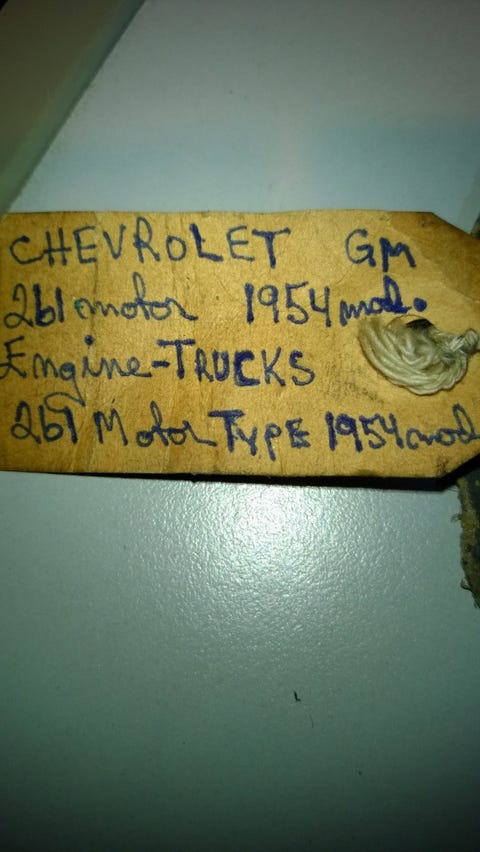 CHEVROLET GM
261 motor 1954 mod.
Engine-TRUCKS
261 Motor TYPE 1954 mod